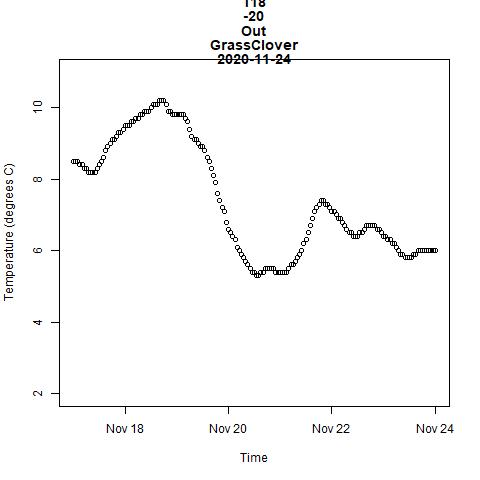 T18
-20
Out
GrassClover
2020-11-24
Temperature (degrees C)
10
8
6
4
2
Nov 18
Nov 20
Nov 22
Nov 24
Time